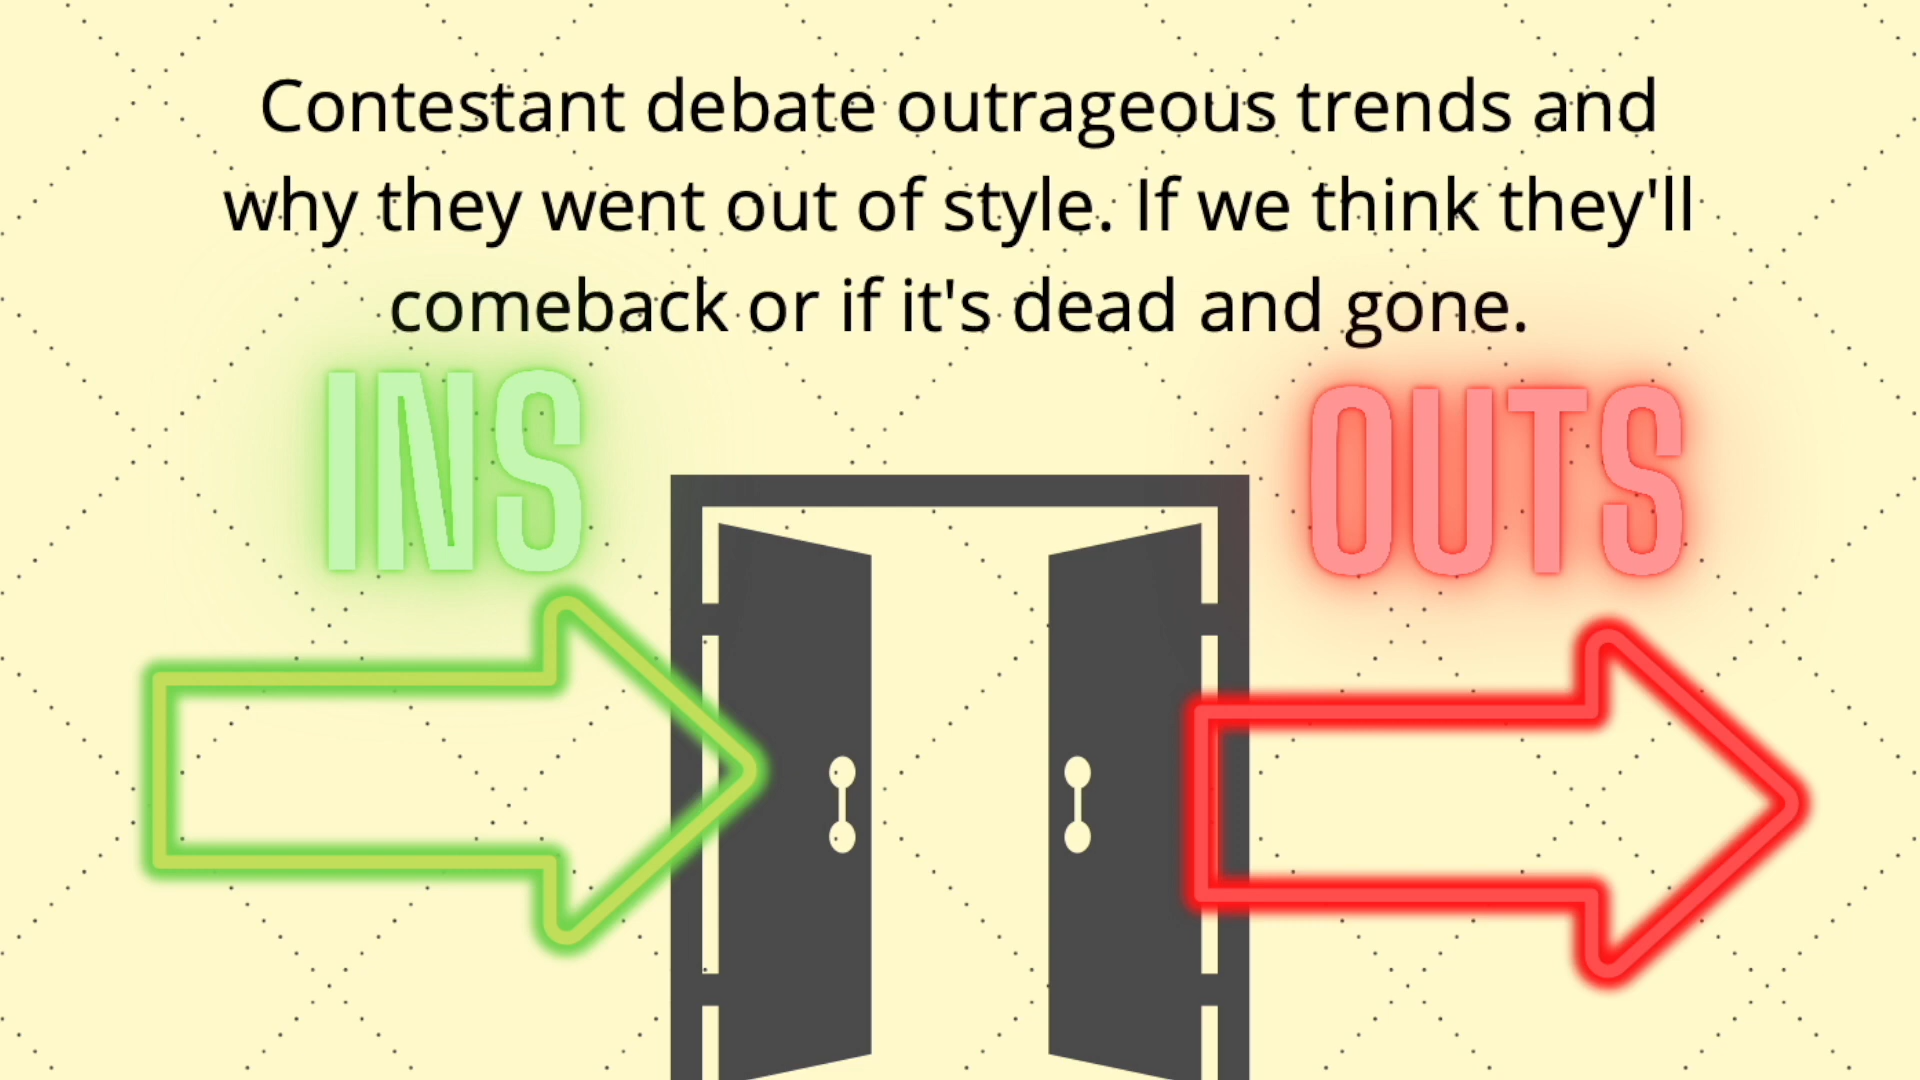 Contestant debate outrageous trends and
why they went out of style. If we think they'll
comeback or if it's dead and gone.
INS
OUTS